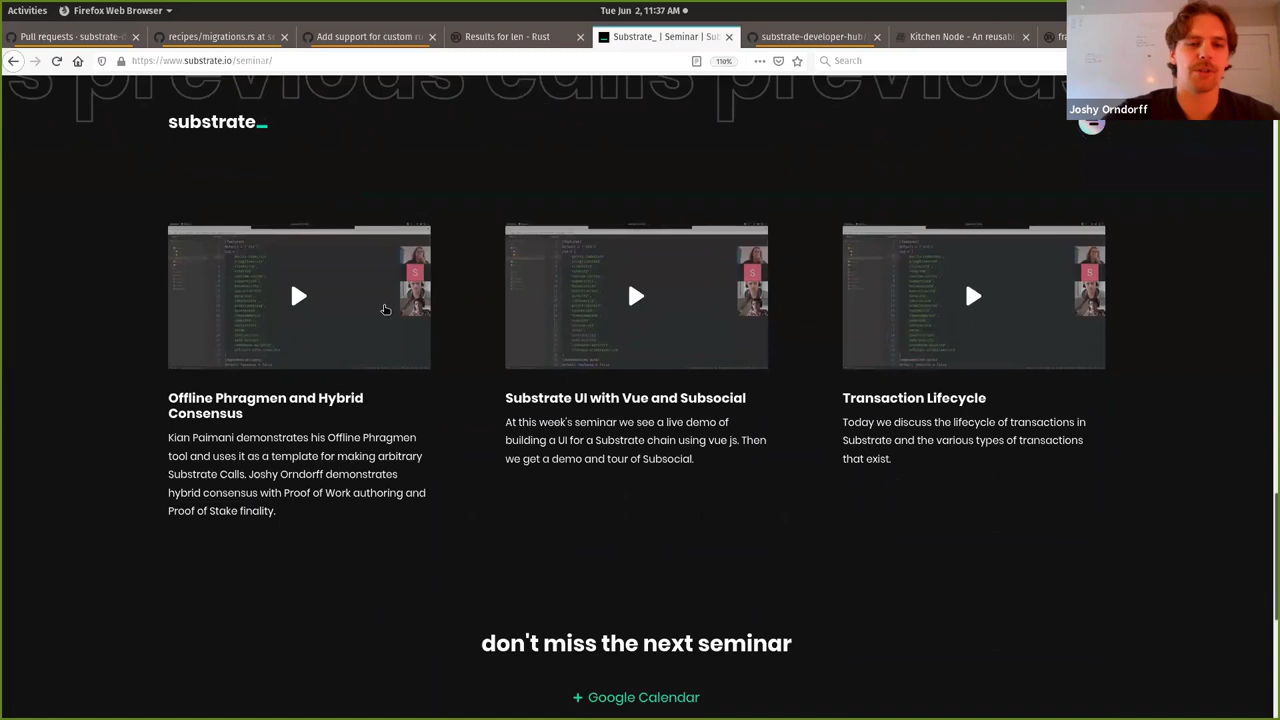 Activities
Firefox Web Browser
Tue Jun 2, 11:37 AM
Pull requests · substrate-d
recipes/migrations.rs at s
Add support for custom ri
Results for len - Rust
Substrate_ | Seminar | Sub
substrate-developer-hub/
Kitchen Node - An reusabl
fra
https://www.substrate.io/seminar/
110%
Search
Joshy Orndorff
s previous calls previous
substrate_
Offline Phragmen and Hybrid
Consensus
Kian Paimani demonstrates his Offline Phragmen
tool and uses it as a template for making arbitrary
Substrate Calls. Joshy Orndorff demonstrates
hybrid consensus with Proof of Work authoring and
Proof of Stake finality.
Substrate UI with Vue and Subsocial
At this week's seminar we see a live demo of
building a UI for a Substrate chain using vue js. Then
we get a demo and tour of Subsocial.
Transaction Lifecycle
Today we discuss the lifecycle of transactions in
Substrate and the various types of transactions
that exist.
don't miss the next seminar
+ Google Calendar